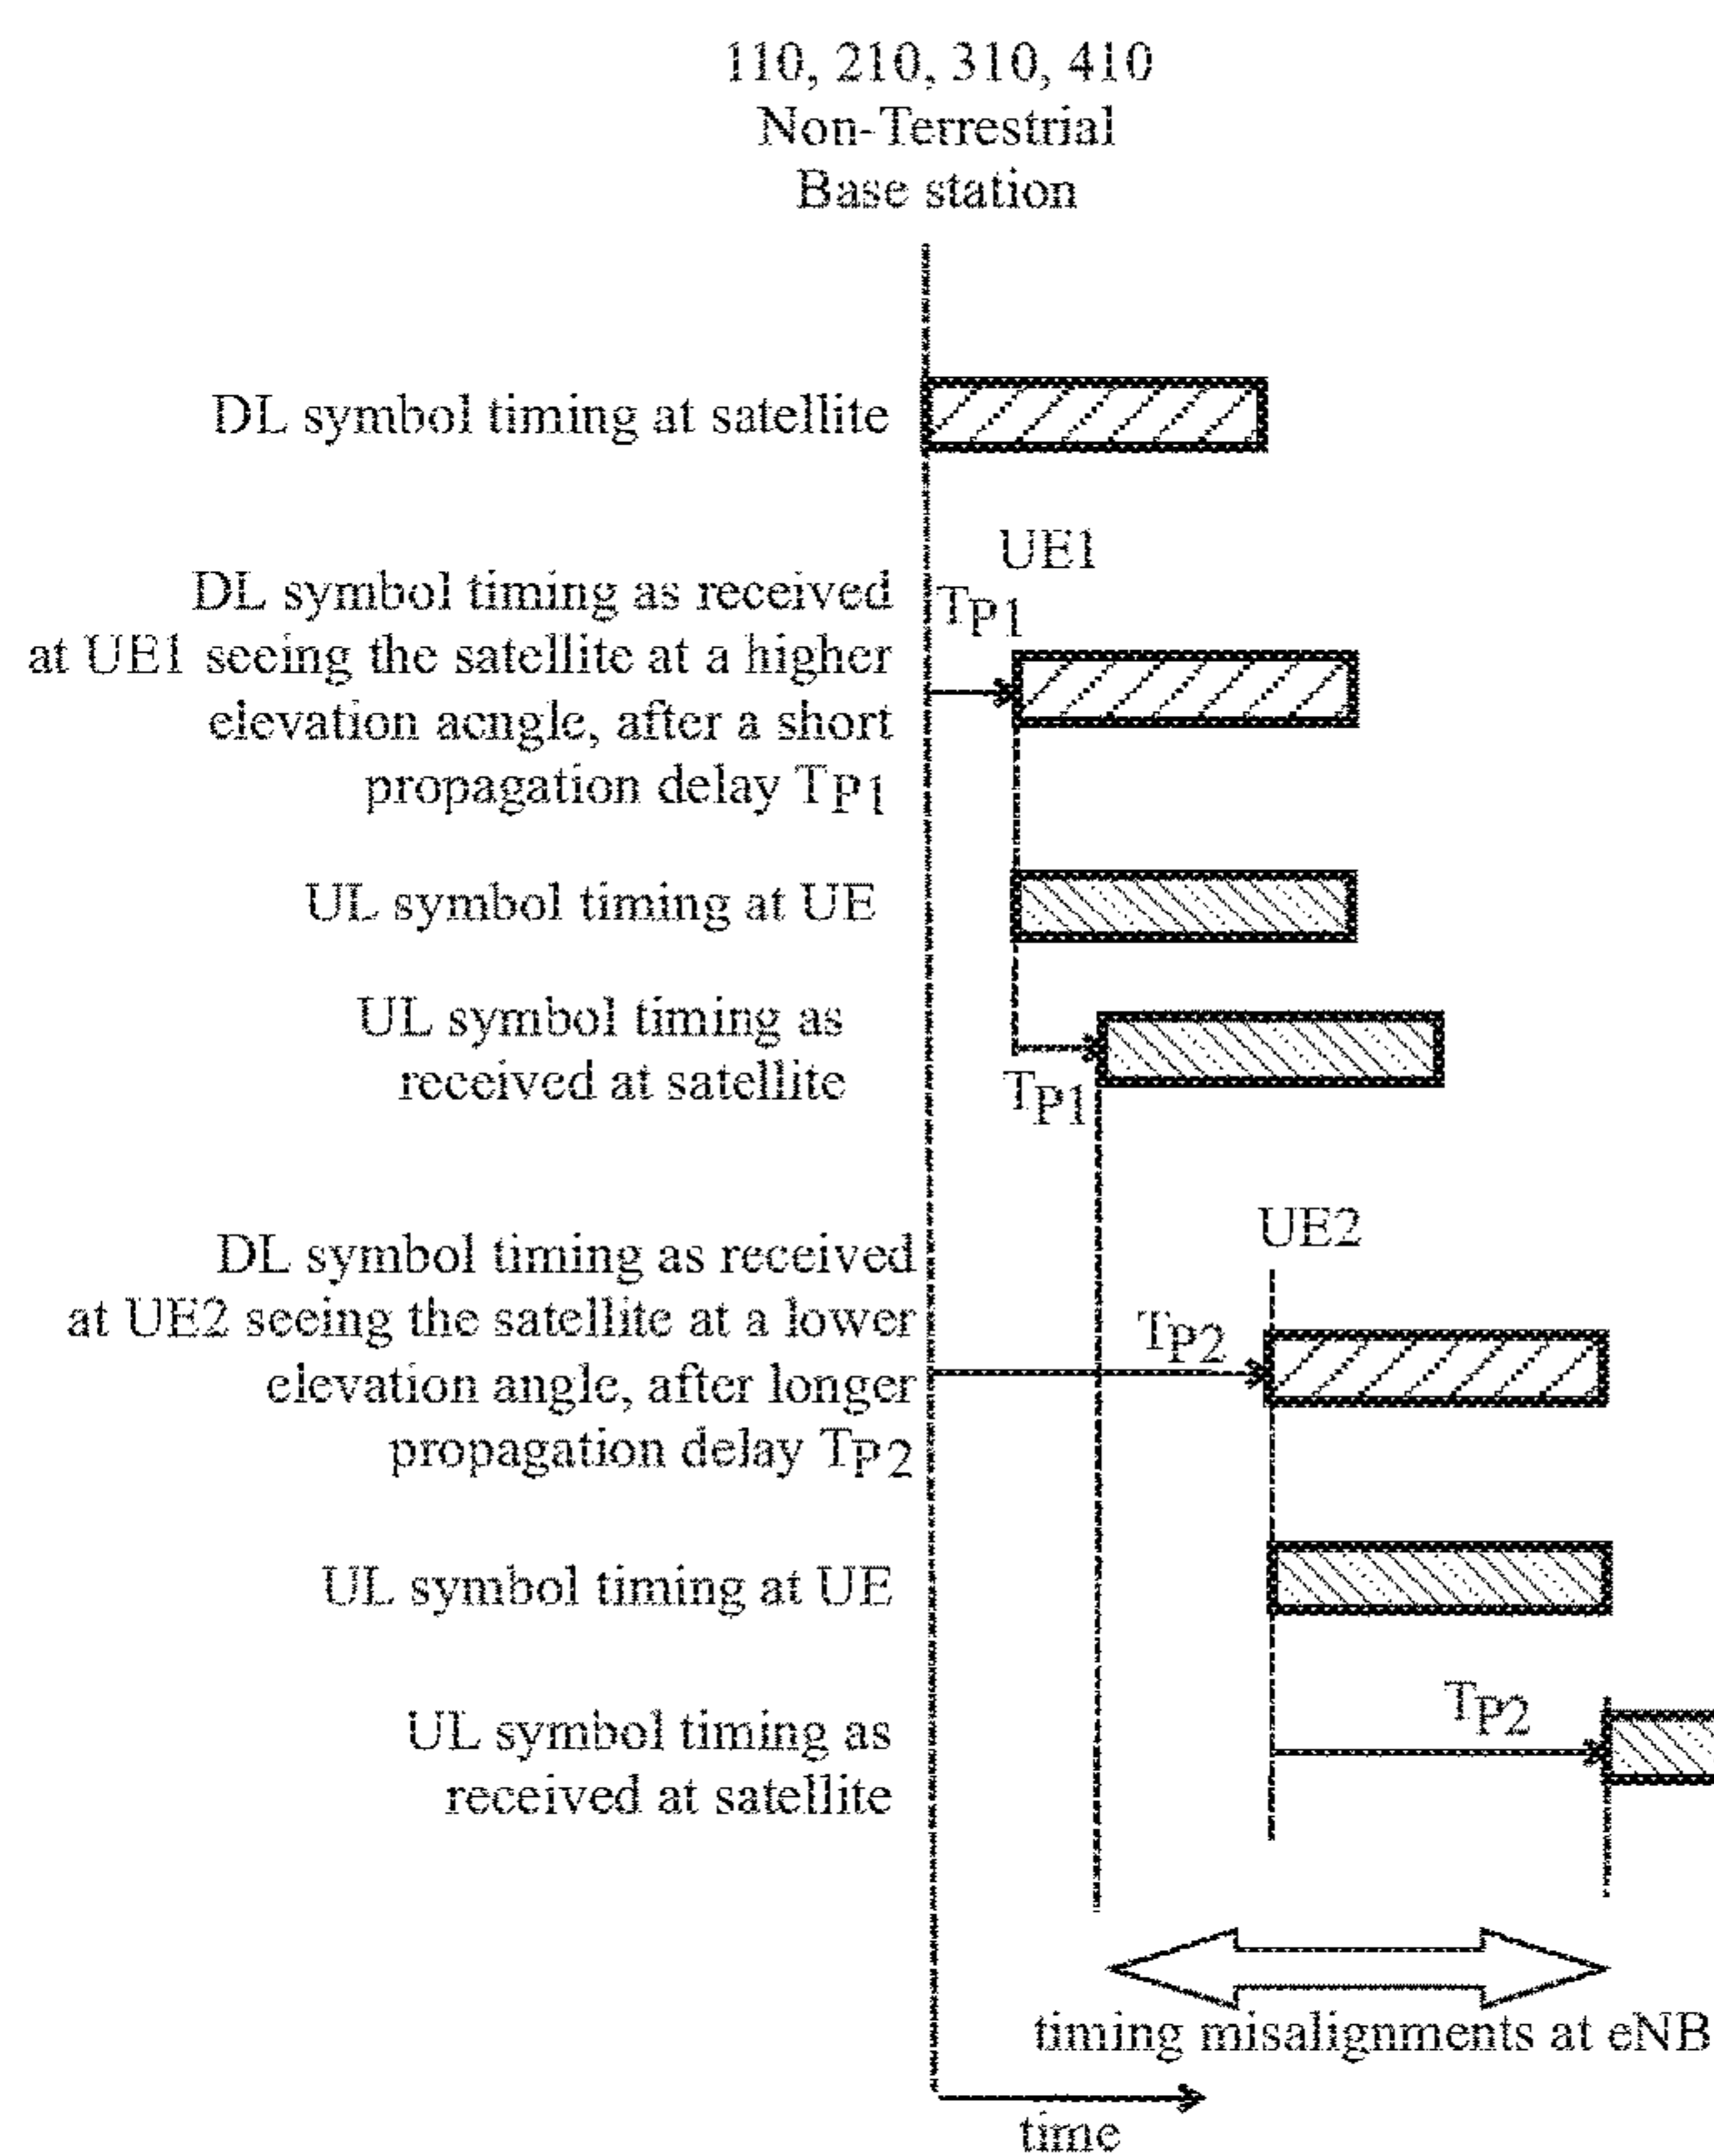 110, 210, 310, 410
Non-Terrestrial
Base station
DL symbol timing at satellite
UE1
DL symbol timing as received
at UE1 seeing the satellite at a higher
elevation acngle, after a short
propagation delay TP1
TP1
UL symbol timing at UE
UL symbol timing as
received at satellite
TP1
UE2
DL symbol timing as received
at UE2 seeing the satellite at a lower
elevation angle, after longer
propagation delay TP2
TP2
UL symbol timing at UE
UL symbol timing as
received at satellite
TP2
timing misalignments at eNB
time